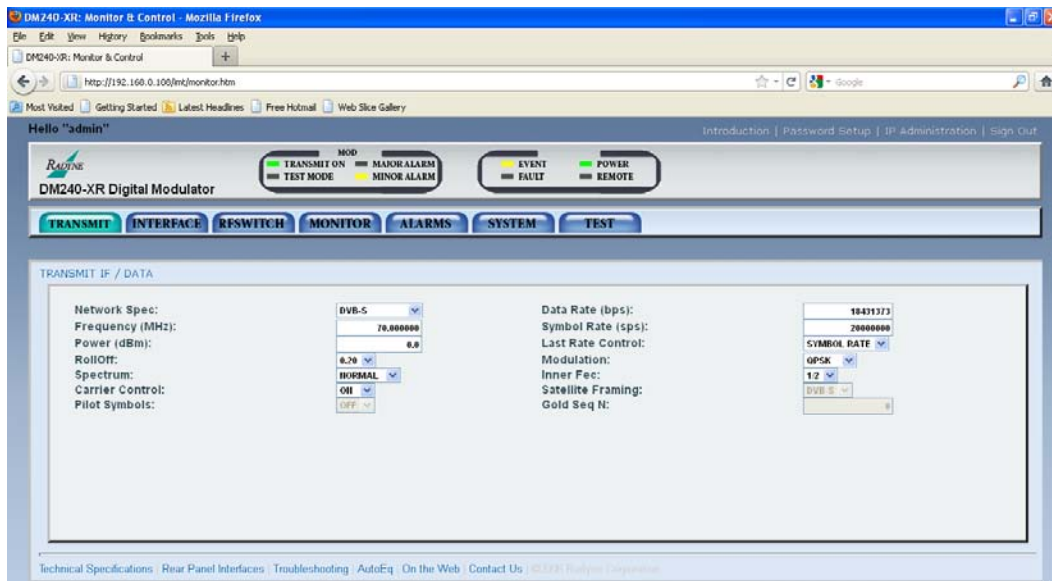 DM240-XR: Monitor & Control - Mozilla Firefox
File Edit View History Bookmarks Tools Help
DM240-XR: Monitor & Control +
http://192.168.0.100/imt/monitor.htm
Google
Most Visited Getting Started Latest Headlines Free Hotmail Web Slice Gallery
Hello "admin"
Introduction | Password Setup | IP Administration | Sign Out
RADYNE
DM240-XR Digital Modulator
MOD
TRANSMIT ON MAJOR ALARM
TEST MODE MINOR ALARM
EVENT POWER
FAULT REMOTE
TRANSMIT INTERFACE RFSWITCH MONITOR ALARMS SYSTEM TEST
TRANSMIT IF / DATA
Network Spec: DVB-S Data Rate (bps): 18431373
Frequency (MHz): 70.000000 Symbol Rate (sps): 20000000
Power (dBm): 0.0 Last Rate Control: SYMBOL RATE
RollOff: 0.20 Modulation: QPSK
Spectrum: NORMAL Inner Fec: 1/2
Carrier Control: ON Satellite Framing: DVB-S
Pilot Symbols: OFF Gold Seq N: 0
Technical Specifications | Rear Panel Interfaces | Troubleshooting | AutoEq | On the Web | Contact Us |